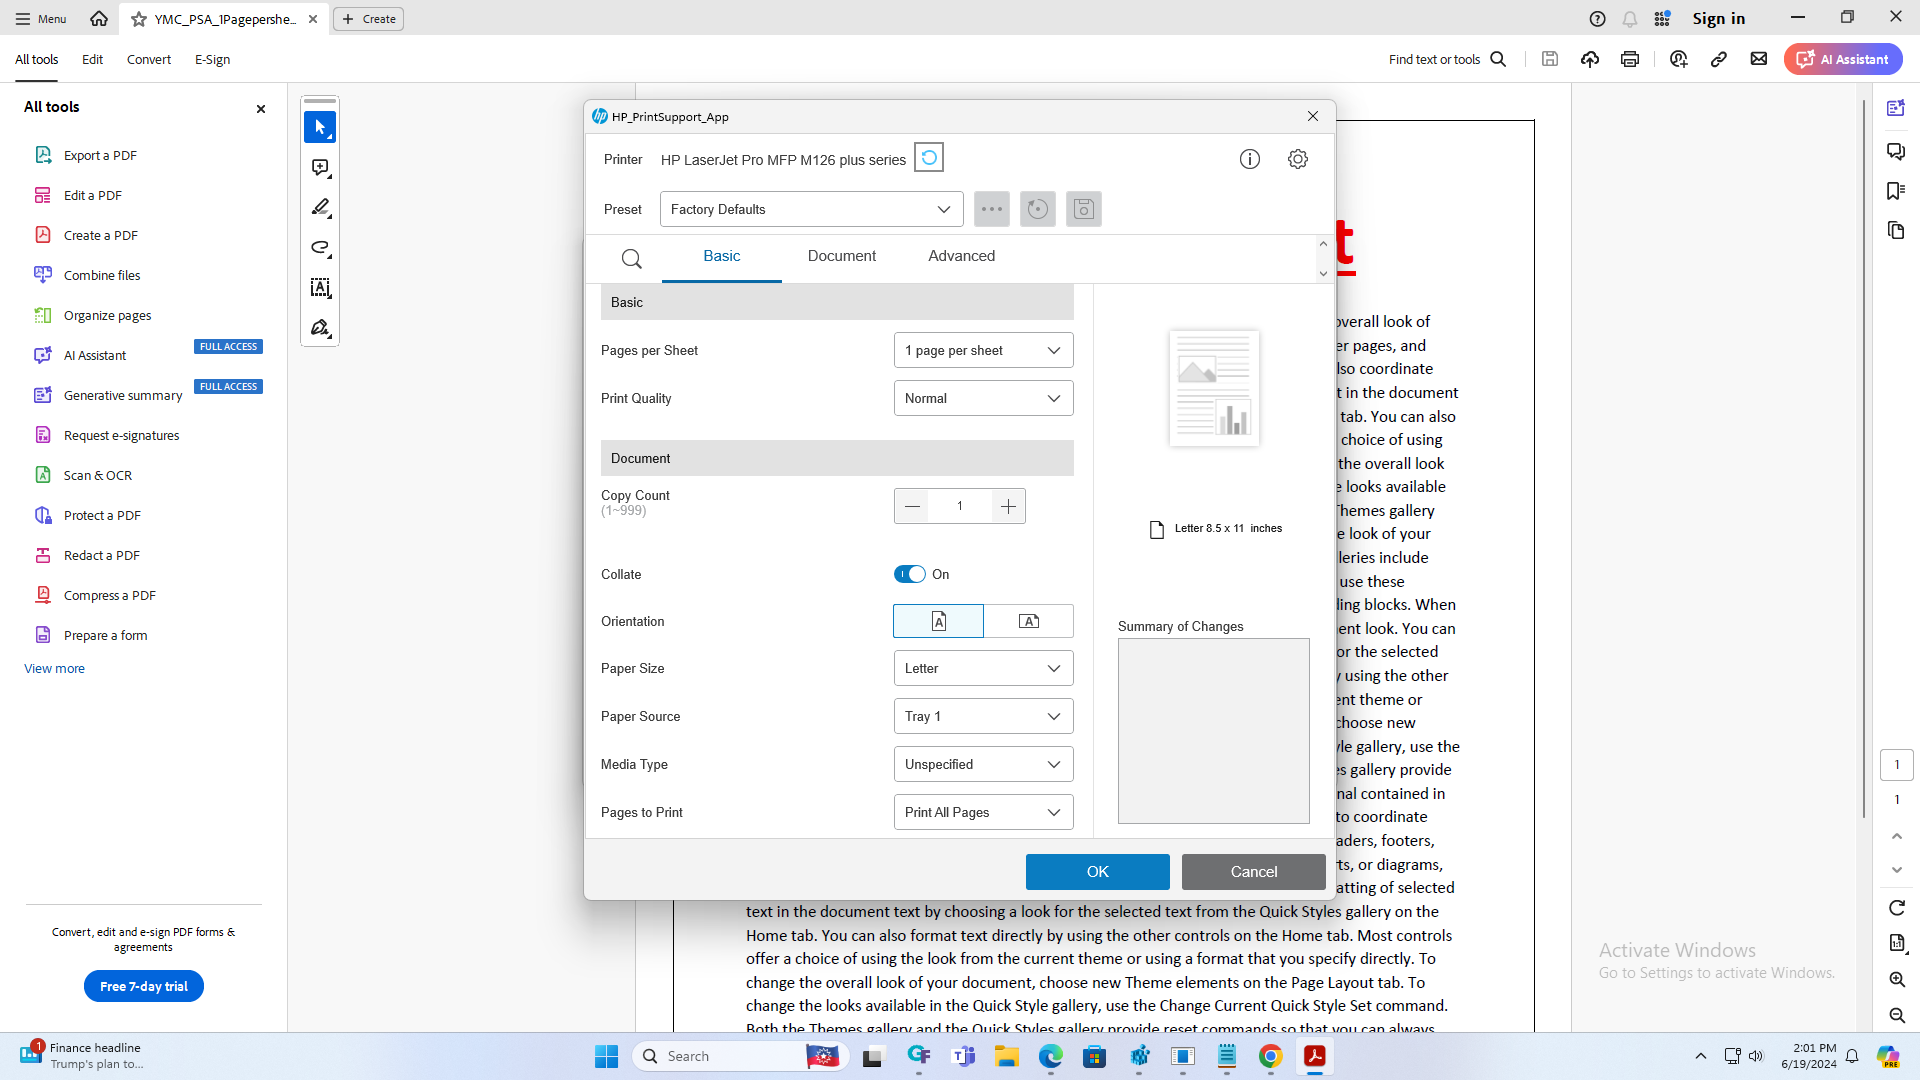 Menu
YMC_PSA_1Pagepershe...
Create
Sign in
All tools
Edit
Convert
E-Sign
Find text or tools
AI Assistant
All tools
Export a PDF
Edit a PDF
Create a PDF
Combine files
Organize pages
AI Assistant
FULL ACCESS
Generative summary
FULL ACCESS
Request e-signatures
Scan & OCR
Protect a PDF
Redact a PDF
Compress a PDF
Prepare a form
View more
Convert, edit and e-sign PDF forms & agreements
Free 7-day trial
HP_PrintSupport_App
Printer
HP LaserJet Pro MFP M126 plus series
Preset
Factory Defaults
Basic
Document
Advanced
Basic
Pages per Sheet
1 page per sheet
Print Quality
Normal
Document
Copy Count
(1~999)
1
Collate
On
Orientation
Paper Size
Letter
Paper Source
Tray 1
Media Type
Unspecified
Pages to Print
Print All Pages
Letter 8.5 x 11 inches
Summary of Changes
OK
Cancel
t
overall look of
er pages, and
lso coordinate
t in the document
tab. You can also
choice of using
the overall look
e looks available
Themes gallery
e look of your
lleries include
use these
ding blocks. When
ent look. You can
or the selected
y using the other
ent theme or
choose new
yle gallery, use the
es gallery provide
nal contained in
to coordinate
aders, footers,
rts, or diagrams,
atting of selected
text in the document text by choosing a look for the selected text from the Quick Styles gallery on the
Home tab. You can also format text directly by using the other controls on the Home tab. Most controls
offer a choice of using the look from the current theme or using a format that you specify directly. To
change the overall look of your document, choose new Theme elements on the Page Layout tab. To
change the looks available in the Quick Style gallery, use the Change Current Quick Style Set command.
Both the Themes gallery and the Quick Styles gallery provide reset commands so that you can always
1
1
Activate Windows
Go to Settings to activate Windows.
1
Finance headline
Trump's plan to...
Search
2:01 PM
6/19/2024
PRE